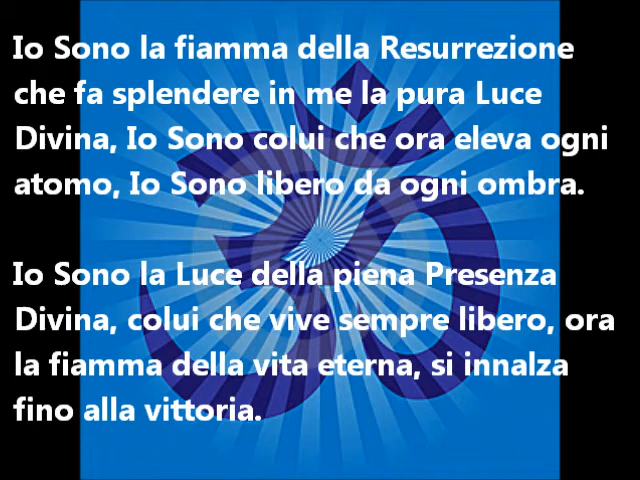 Io Sono la fiamma della Resurrezione
che fa splendere in me la pura Luce
Divina, Io Sono colui che ora eleva ogni
atomo, Io Sono libero da ogni ombra.
Io Sono la Luce della piena Presenza
Divina, colui che vive sempre libero, ora
la fiamma della vita eterna, si innalza
fino alla vittoria.